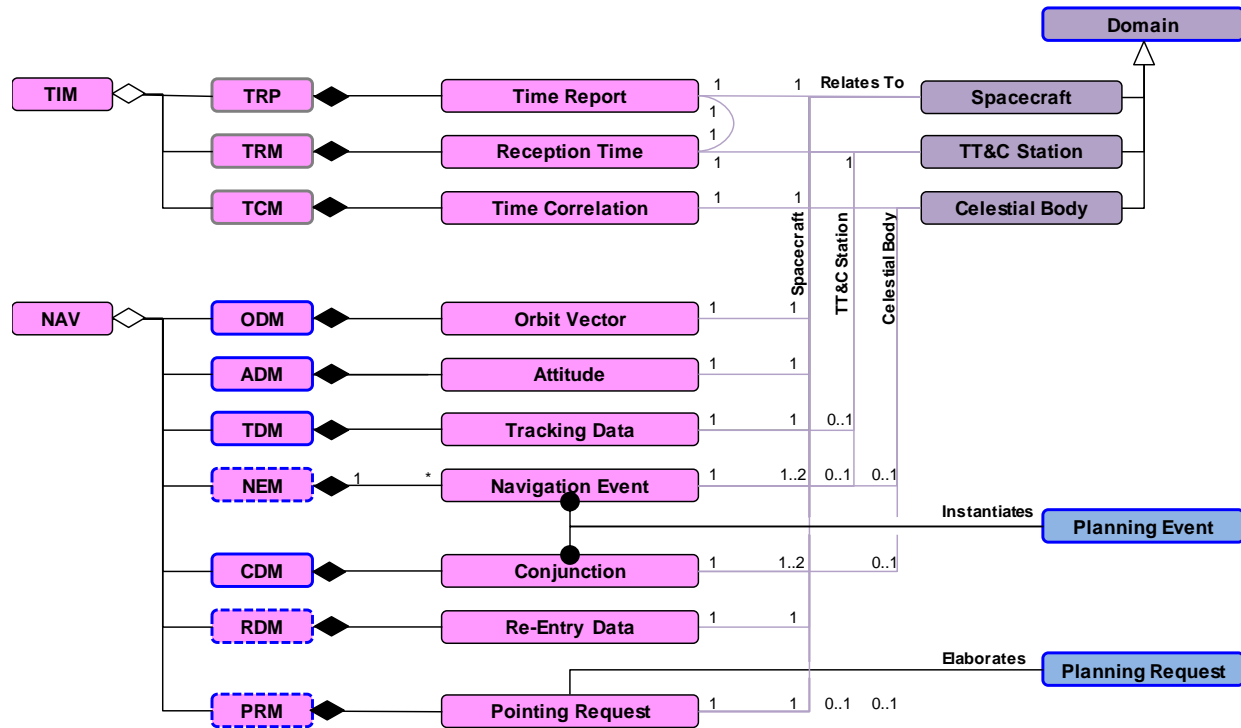 Domain
TIM
TRP
Time Report
1
1
Relates To
Spacecraft
1
1
TRM
Reception Time
1
1
TT&C Station
TCM
Time Correlation
1
1
Celestial Body
Spacecraft
TT&C Station
Celestial Body
NAV
ODM
Orbit Vector
1
1
ADM
Attitude
1
1
TDM
Tracking Data
1
1
0..1
NEM
1
*
Navigation Event
1
1..2
0..1
0..1
Instantiates
Planning Event
CDM
Conjunction
1
1..2
0..1
RDM
Re-Entry Data
1
1
Elaborates
Planning Request
PRM
Pointing Request
1
1
0..1
0..1